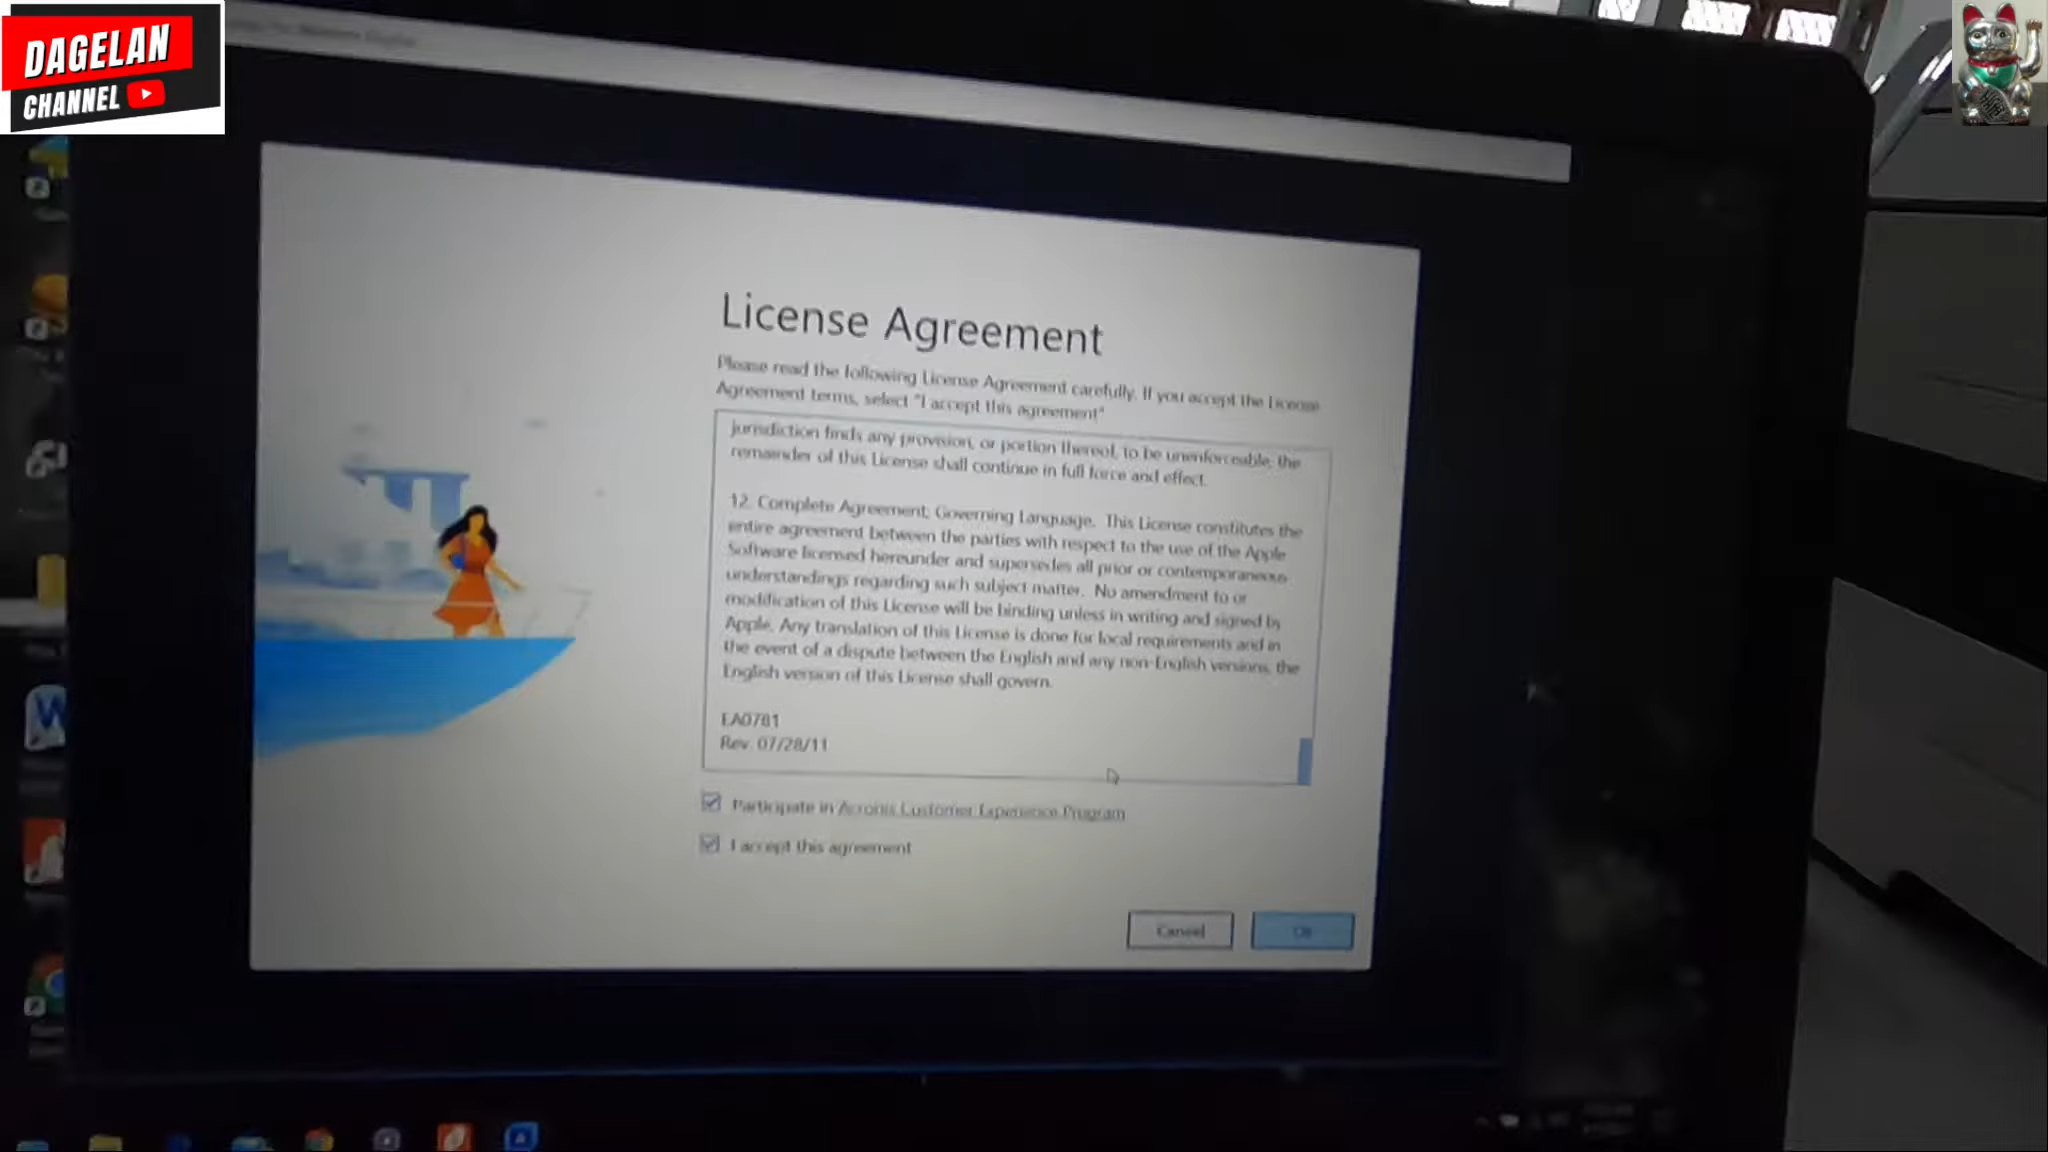 DAGELAN
CHANNEL
License Agreement
Please read the following License Agreement carefully. If you accept the License
Agreement terms, select "I accept this agreement"
jurisdiction finds any provision, or portion thereof, to be unenforceable, the
remainder of this License shall continue in full force and effect.
12. Complete Agreement; Governing Language. This License constitutes the
entire agreement between the parties with respect to the use of the Apple
Software licensed hereunder and supersedes all prior or contemporaneous
understandings regarding such subject matter. No amendment to or
modification of this License will be binding unless in writing and signed by
Apple. Any translation of this License is done for local requirements and in
the event of a dispute between the English and any non-English versions, the
English version of this License shall govern.
EA0781
Rev. 07/28/11
Participate in Acronis Customer Experience Program
I accept this agreement
Cancel
Ok